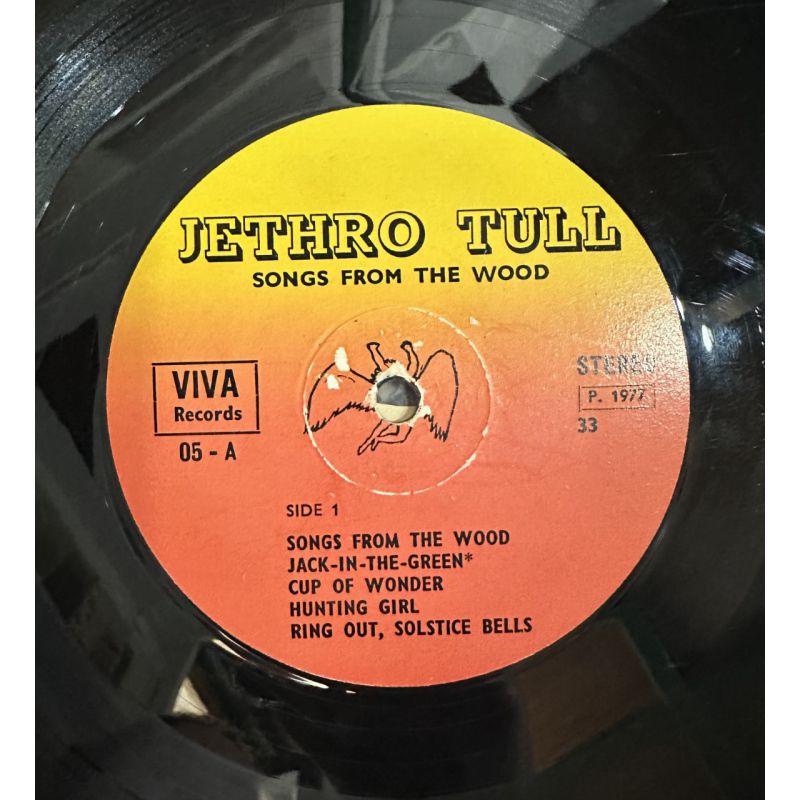 JETHRO TULL
SONGS FROM THE WOOD
VIVA
Records
05 - A
STEREO
P. 1977
33
SIDE 1
SONGS FROM THE WOOD
JACK-IN-THE-GREEN*
CUP OF WONDER
HUNTING GIRL
RING OUT, SOLSTICE BELLS